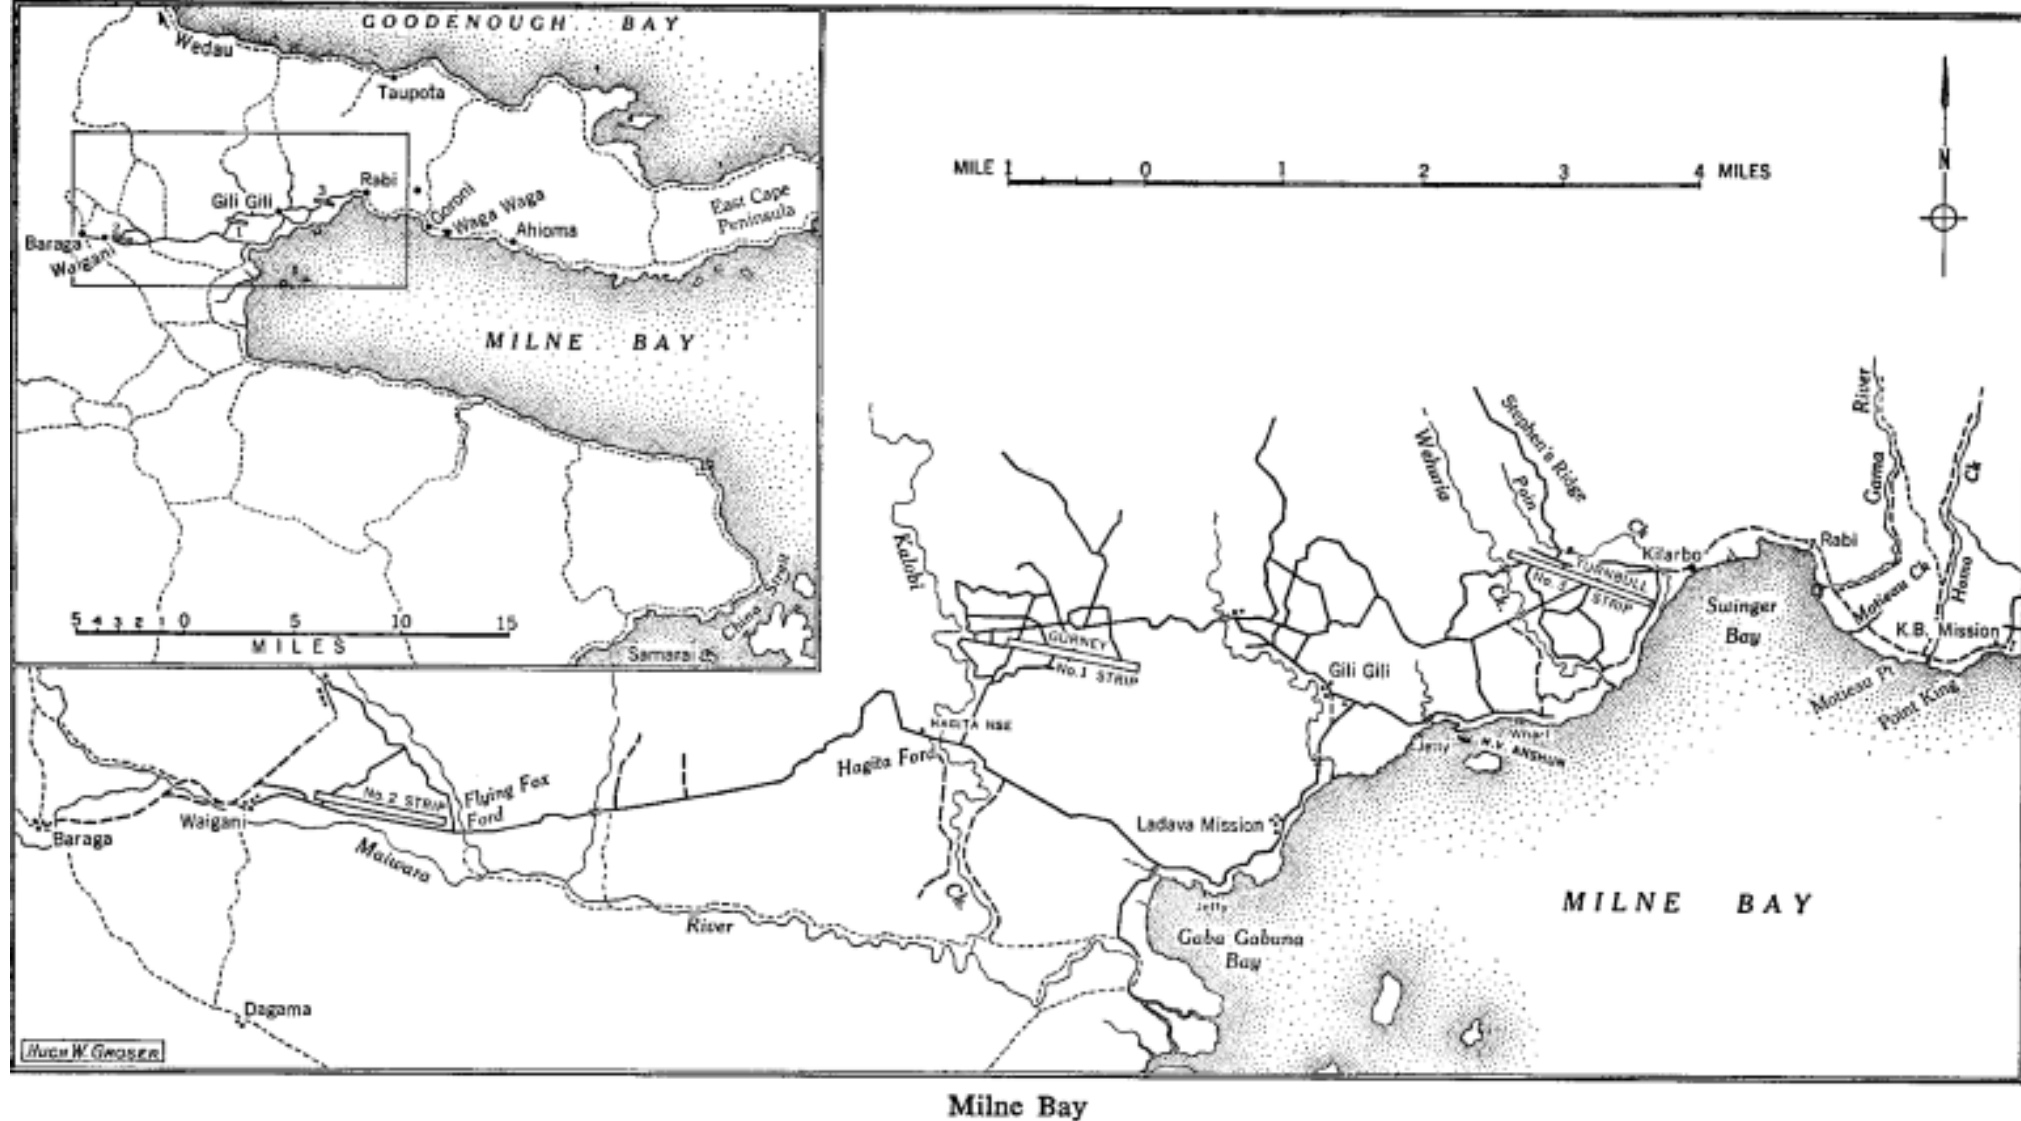 GOODENOUGH BAY
Wedau
Taupota
Rabi
Gili Gili
3
1
2
Goroni
Waga Waga
Ahioma
East Cape
Peninsula
Baraga
Waigani
MILNE BAY
China Strait
Samarai
5 4 3 2 1 0 5 10 15
MILES
MILE 1 0 1 2 3 4 MILES
N
River
Gama
Ck
Homo
Stephen's Ridge
Wehuria
Poin
Ck
Kilarbo
Rabi
TURNBULL
No. 3 STRIP
Ck.
Motieau Ck
Swinger
Bay
K.B. Mission
Motieau Pt
Point King
Kalobi
GURNEY
No.1 STRIP
Gili Gili
HAGITA HSE
Hagita Ford
Jetty
Wharf
M.V. ANSHUN
No.2 STRIP
Flying Fox
Ford
Waigani
Baraga
Maiwara
River
Ck.
Ladava Mission
Jetty
Gaba Gabuna
Bay
MILNE BAY
Dagama
HUGH W. GROSER
Milne Bay